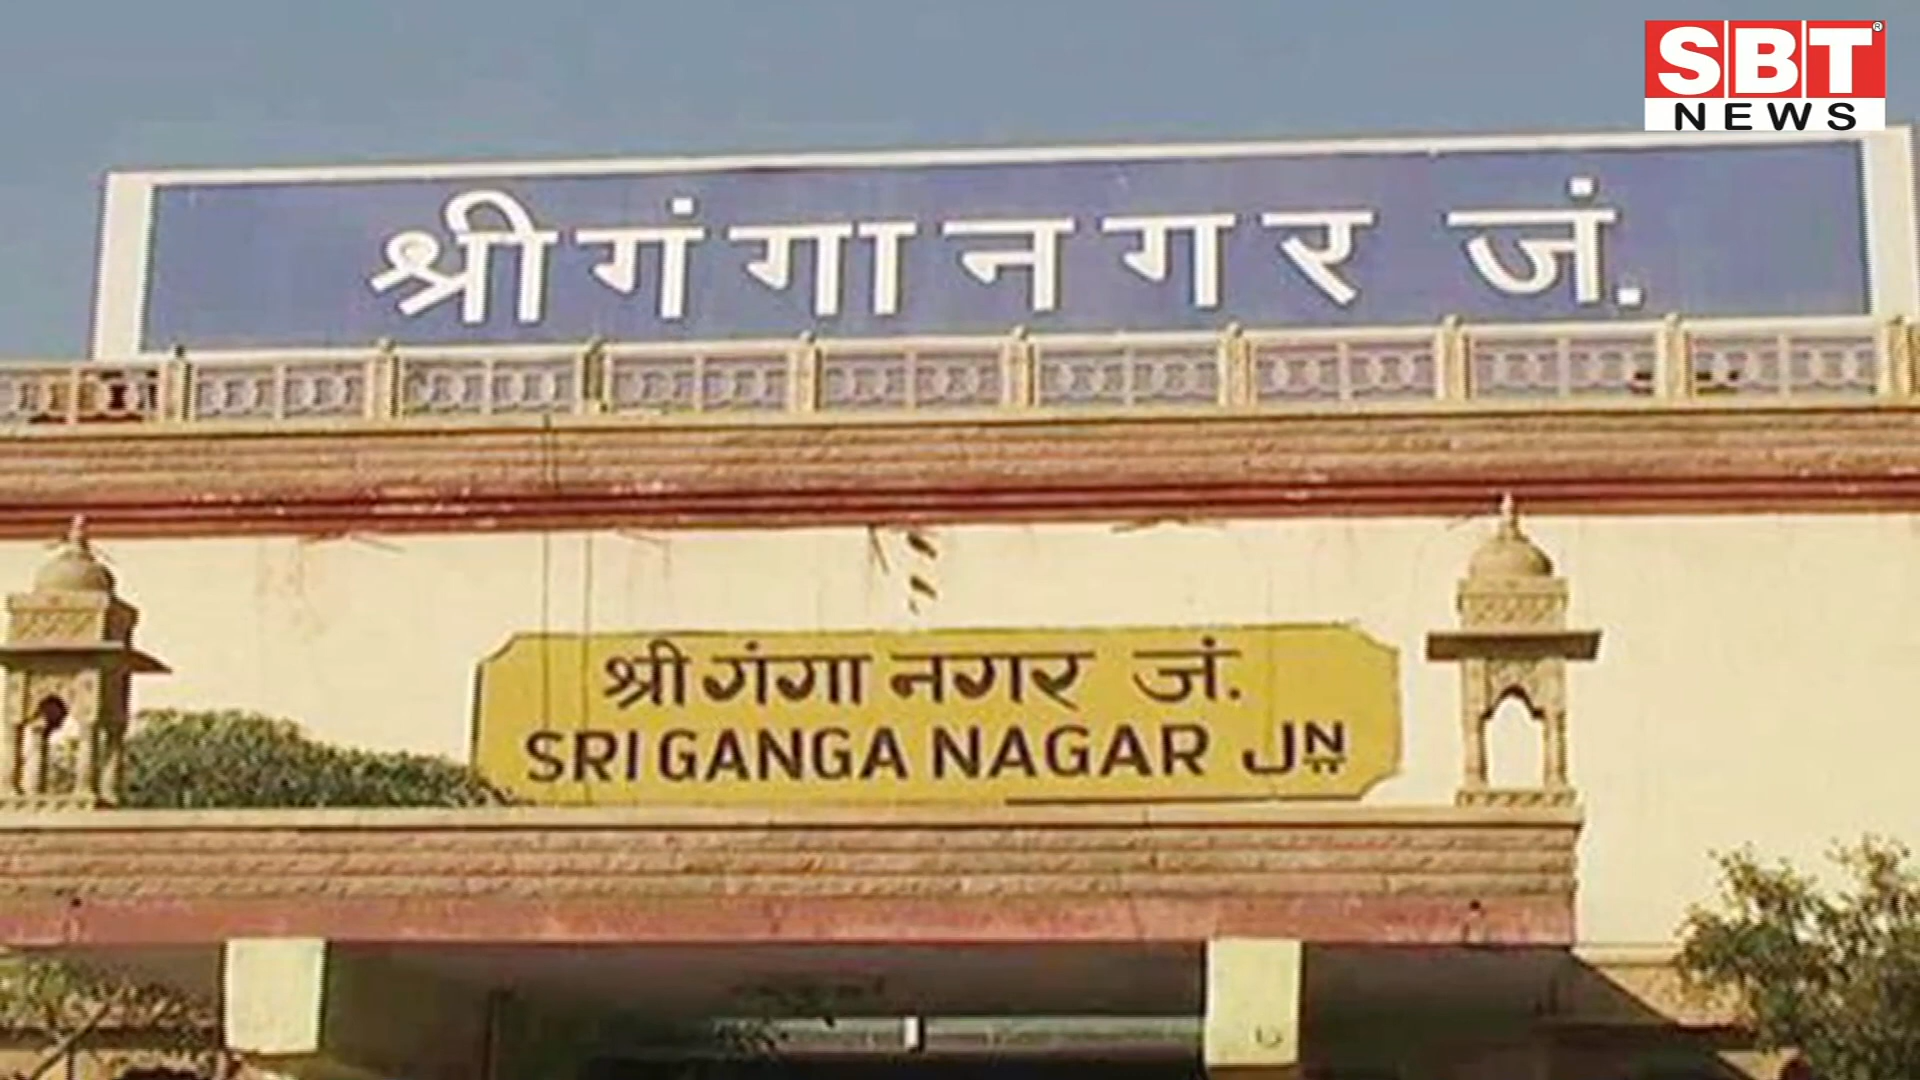 SBT
NEWS
श्रीगंगानगर जं.
श्री गंगा नगर जं.
SRI GANGA NAGAR JN